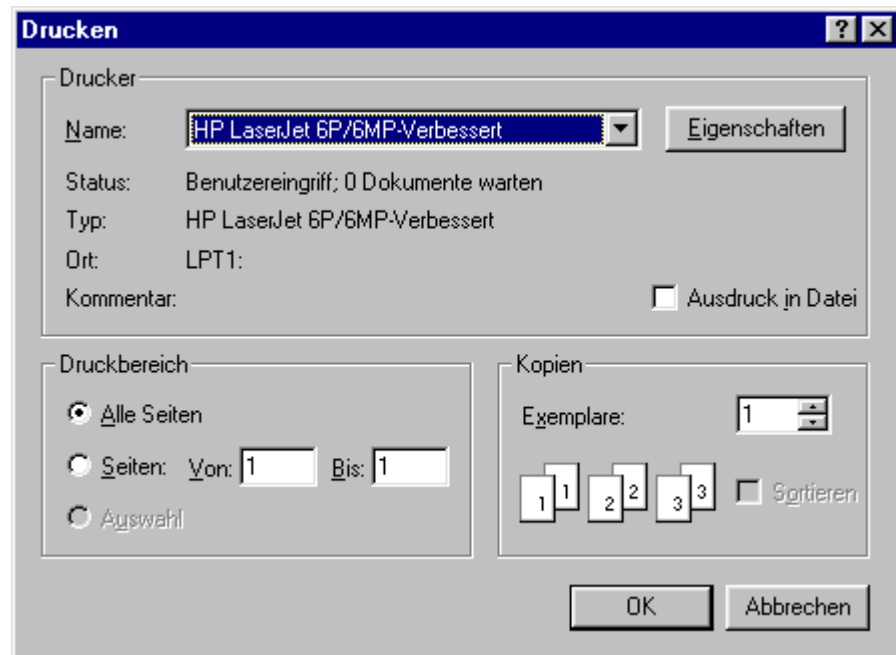 Drucken
Drucker
Name: HP LaserJet 6P/6MP-Verbessert Eigenschaften
Status: Benutzereingriff; 0 Dokumente warten
Typ: HP LaserJet 6P/6MP-Verbessert
Ort: LPT1:
Kommentar: Ausdruck in Datei
Druckbereich
Alle Seiten
Seiten: Von: 1 Bis: 1
Auswahl
Kopien
Exemplare: 1
1 1 2 2 3 3 Sortieren
OK Abbrechen